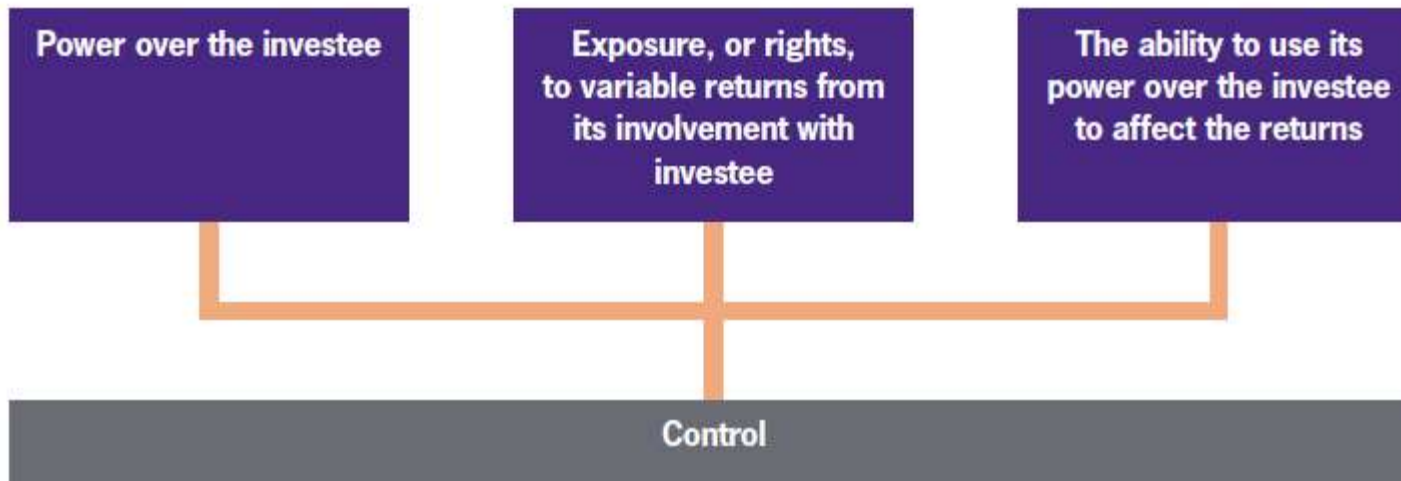 Power over the investee
Exposure, or rights,
to variable returns from
its involvement with
investee
The ability to use its
power over the investee
to affect the returns
Control